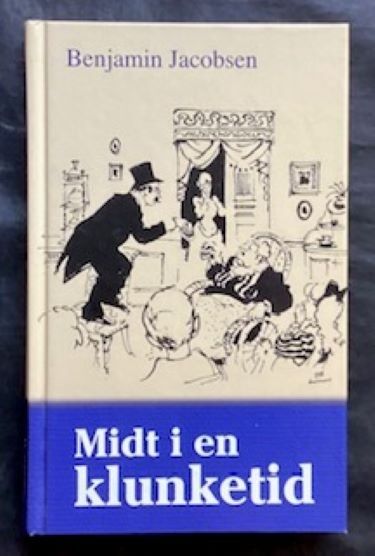 Benjamin Jacobsen
Midt i en
klunketid